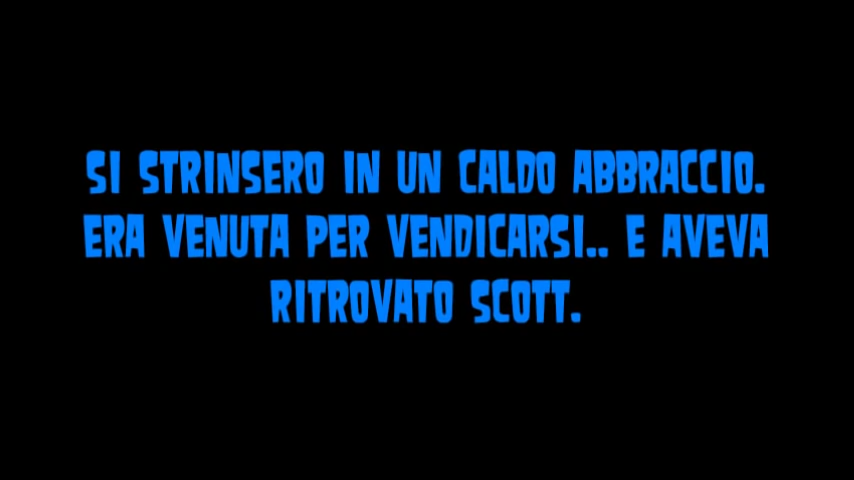 SI STRINSERO IN UN CALDO ABBRACCIO.
ERA VENUTA PER VENDICARSI.. E AVEVA
RITROVATO SCOTT.